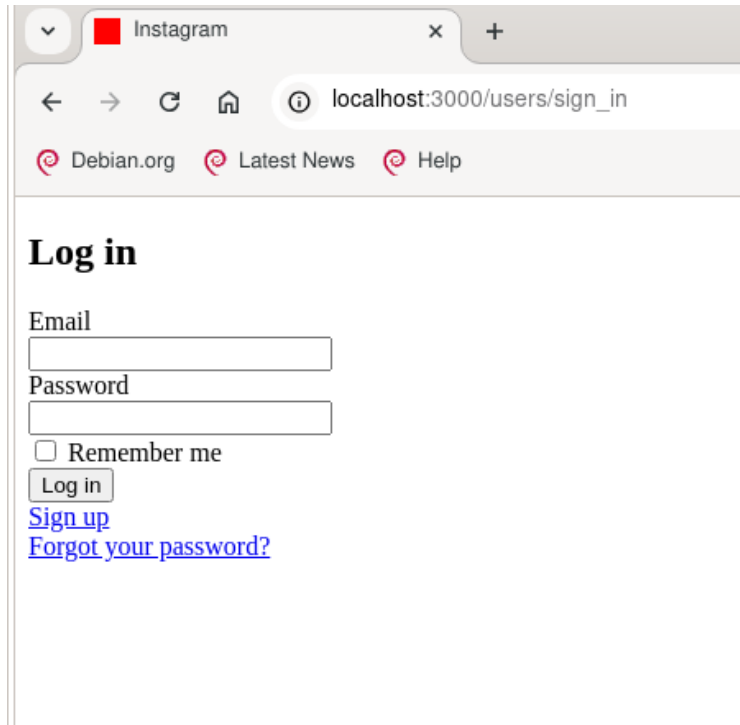 Instagram
localhost:3000/users/sign_in
Debian.org Latest News Help
Log in
Email
Password
Remember me
Log in
Sign up
Forgot your password?